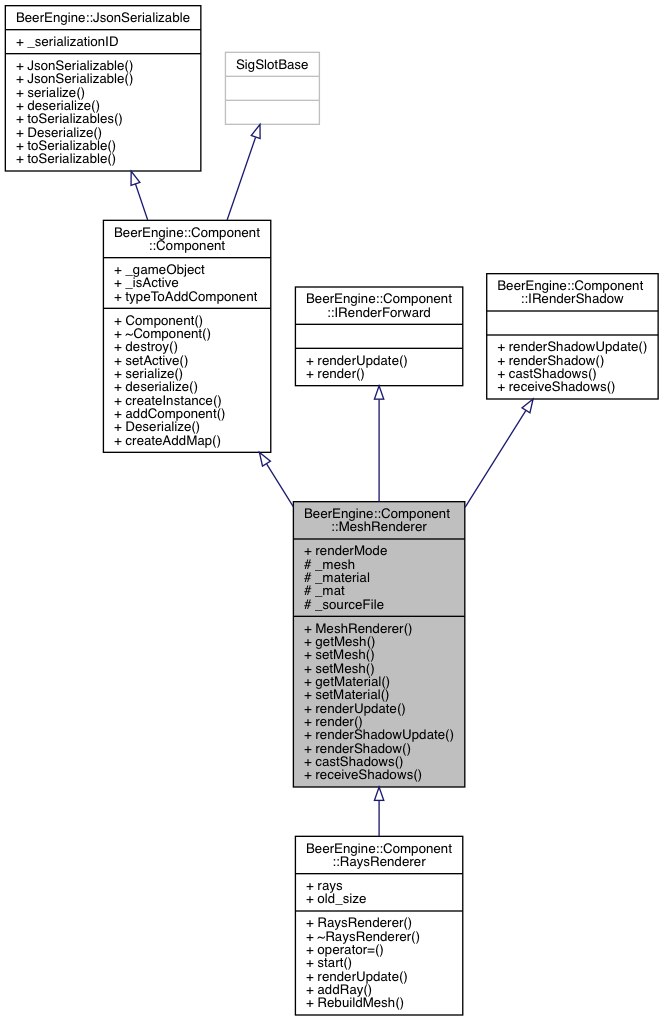 BeerEngine::JsonSerializable
+ _serializationID
+ JsonSerializable()
+ JsonSerializable()
+ serialize()
+ deserialize()
+ toSerializables()
+ Deserialize()
+ toSerializable()
+ toSerializable()
SigSlotBase
BeerEngine::Component
::Component
+ _gameObject
+ _isActive
+ typeToAddComponent
+ Component()
+ ~Component()
+ destroy()
+ setActive()
+ serialize()
+ deserialize()
+ createInstance()
+ addComponent()
+ Deserialize()
+ createAddMap()
BeerEngine::Component
::IRenderForward
+ renderUpdate()
+ render()
BeerEngine::Component
::IRenderShadow
+ renderShadowUpdate()
+ renderShadow()
+ castShadows()
+ receiveShadows()
BeerEngine::Component
::MeshRenderer
+ renderMode
# _mesh
# _material
# _mat
# _sourceFile
+ MeshRenderer()
+ getMesh()
+ setMesh()
+ setMesh()
+ getMaterial()
+ setMaterial()
+ renderUpdate()
+ render()
+ renderShadowUpdate()
+ renderShadow()
+ castShadows()
+ receiveShadows()
BeerEngine::Component
::RaysRenderer
+ rays
+ old_size
+ RaysRenderer()
+ ~RaysRenderer()
+ operator=()
+ start()
+ renderUpdate()
+ addRay()
+ RebuildMesh()